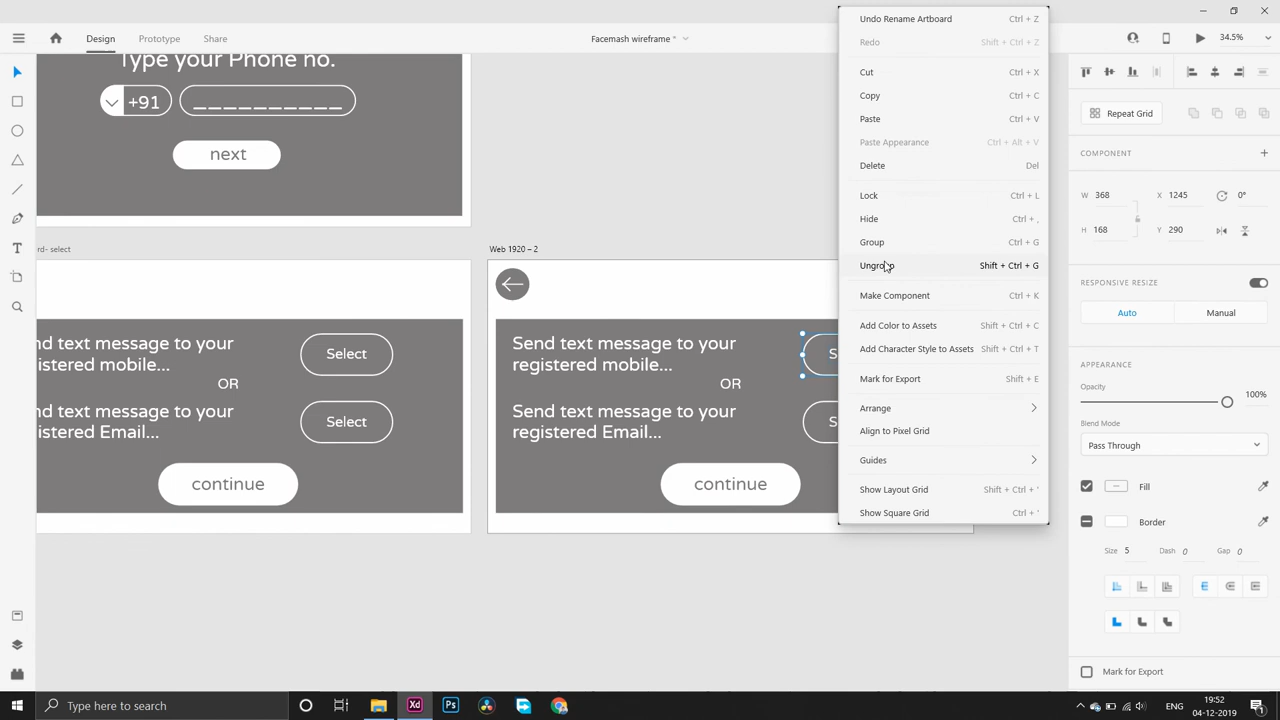 Design
Prototype
Share
Facemash wireframe *
34.5%
Type your Phone no.
+91
__________
next
rd- select
nd text message to your
istered mobile...
Select
OR
nd text message to your
istered Email...
Select
continue
Web 1920 – 2
Send text message to your
registered mobile...
S
OR
Send text message to your
registered Email...
S
continue
Undo Rename Artboard Ctrl + Z
Redo Shift + Ctrl + Z
Cut Ctrl + X
Copy Ctrl + C
Paste Ctrl + V
Paste Appearance Ctrl + Alt + V
Delete Del
Lock Ctrl + L
Hide Ctrl + ,
Group Ctrl + G
Ungroup Shift + Ctrl + G
Make Component Ctrl + K
Add Color to Assets Shift + Ctrl + C
Add Character Style to Assets Shift + Ctrl + T
Mark for Export Shift + E
Arrange
Align to Pixel Grid
Guides
Show Layout Grid Shift + Ctrl + '
Show Square Grid Ctrl + '
Repeat Grid
COMPONENT
W 368 X 1245 0°
H 168 Y 290
RESPONSIVE RESIZE
Auto Manual
APPEARANCE
Opacity
100%
Blend Mode
Pass Through
Fill
Border
Size 5 Dash 0 Gap 0
Mark for Export
Type here to search
Xd
Ps
ENG
19:52
04-12-2019
1